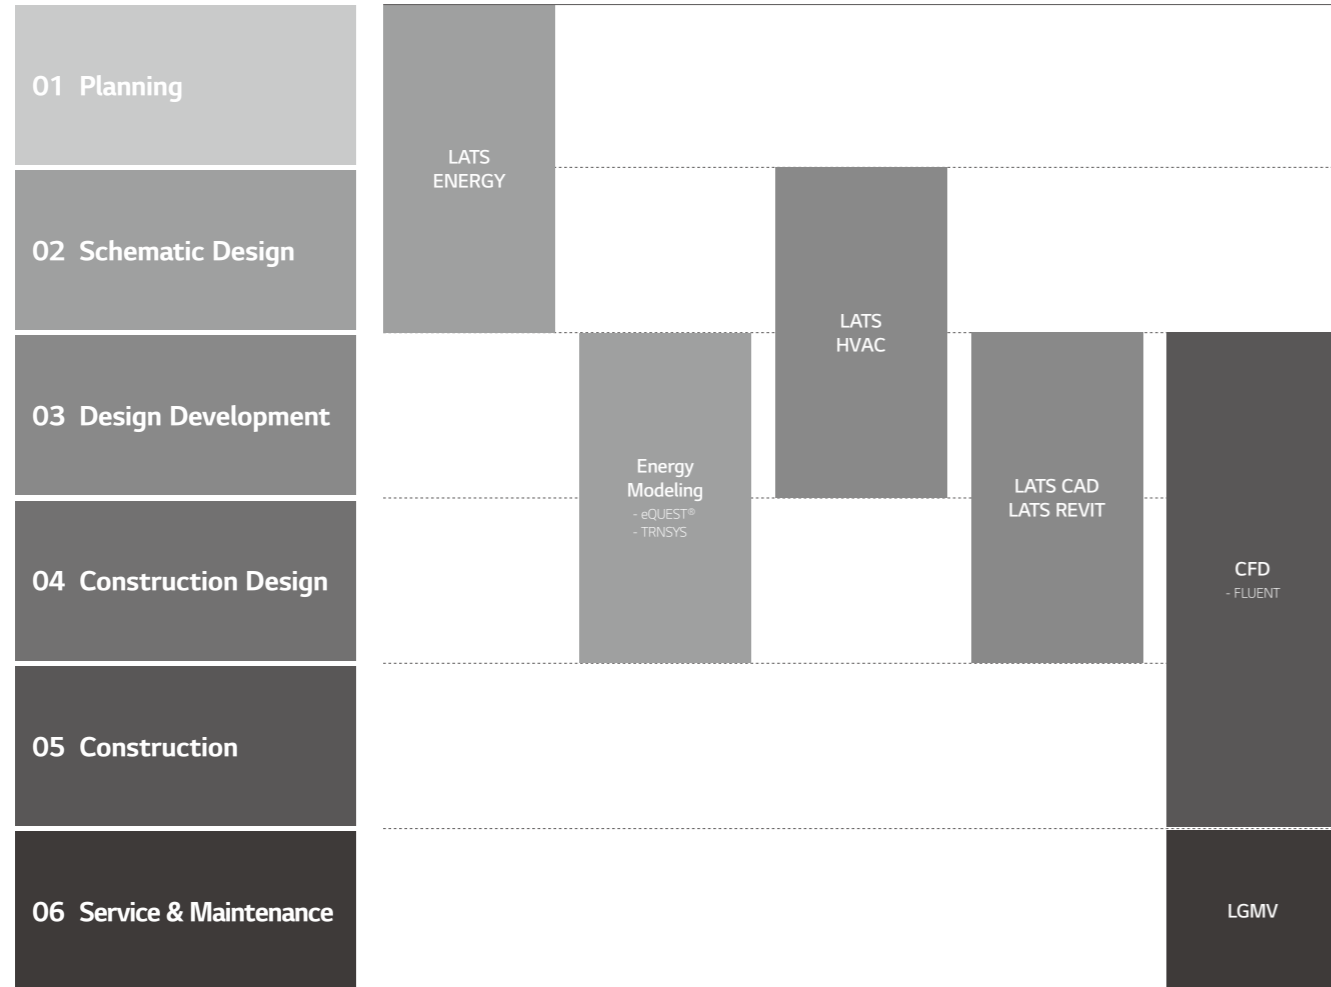 01 Planning
02 Schematic Design
03 Design Development
04 Construction Design
05 Construction
06 Service & Maintenance
LATS
ENERGY
Energy
Modeling
- eQUEST®
- TRNSYS
LATS
HVAC
LATS CAD
LATS REVIT
CFD
- FLUENT
LGMV